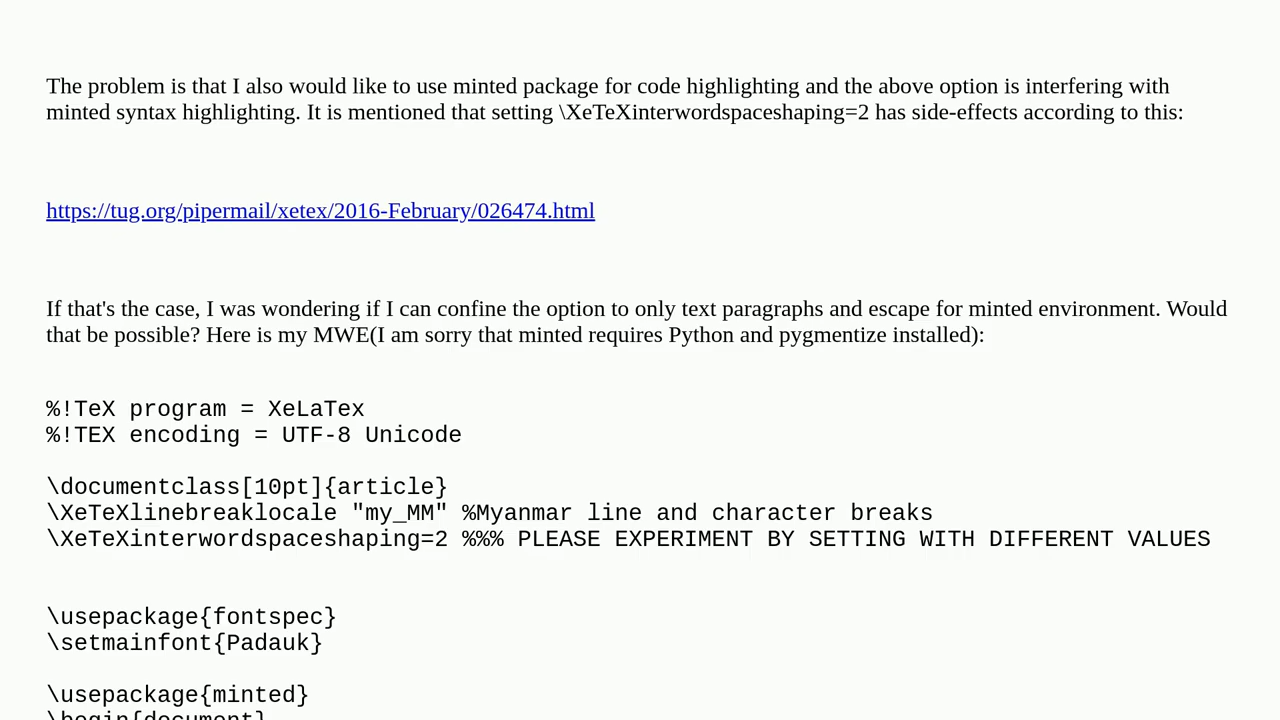 The problem is that I also would like to use minted package for code highlighting and the above option is interfering with
minted syntax highlighting. It is mentioned that setting \XeTeXinterwordspaceshaping=2 has side-effects according to this:
https://tug.org/pipermail/xetex/2016-February/026474.html
If that's the case, I was wondering if I can confine the option to only text paragraphs and escape for minted environment. Would
that be possible? Here is my MWE(I am sorry that minted requires Python and pygmentize installed):
%!TeX program = XeLaTex
%!TEX encoding = UTF-8 Unicode
\documentclass[10pt]{article}
\XeTeXlinebreaklocale "my_MM" %Myanmar line and character breaks
\XeTeXinterwordspaceshaping=2 %%% PLEASE EXPERIMENT BY SETTING WITH DIFFERENT VALUES
\usepackage{fontspec}
\setmainfont{Padauk}
\usepackage{minted}
\begin{document}